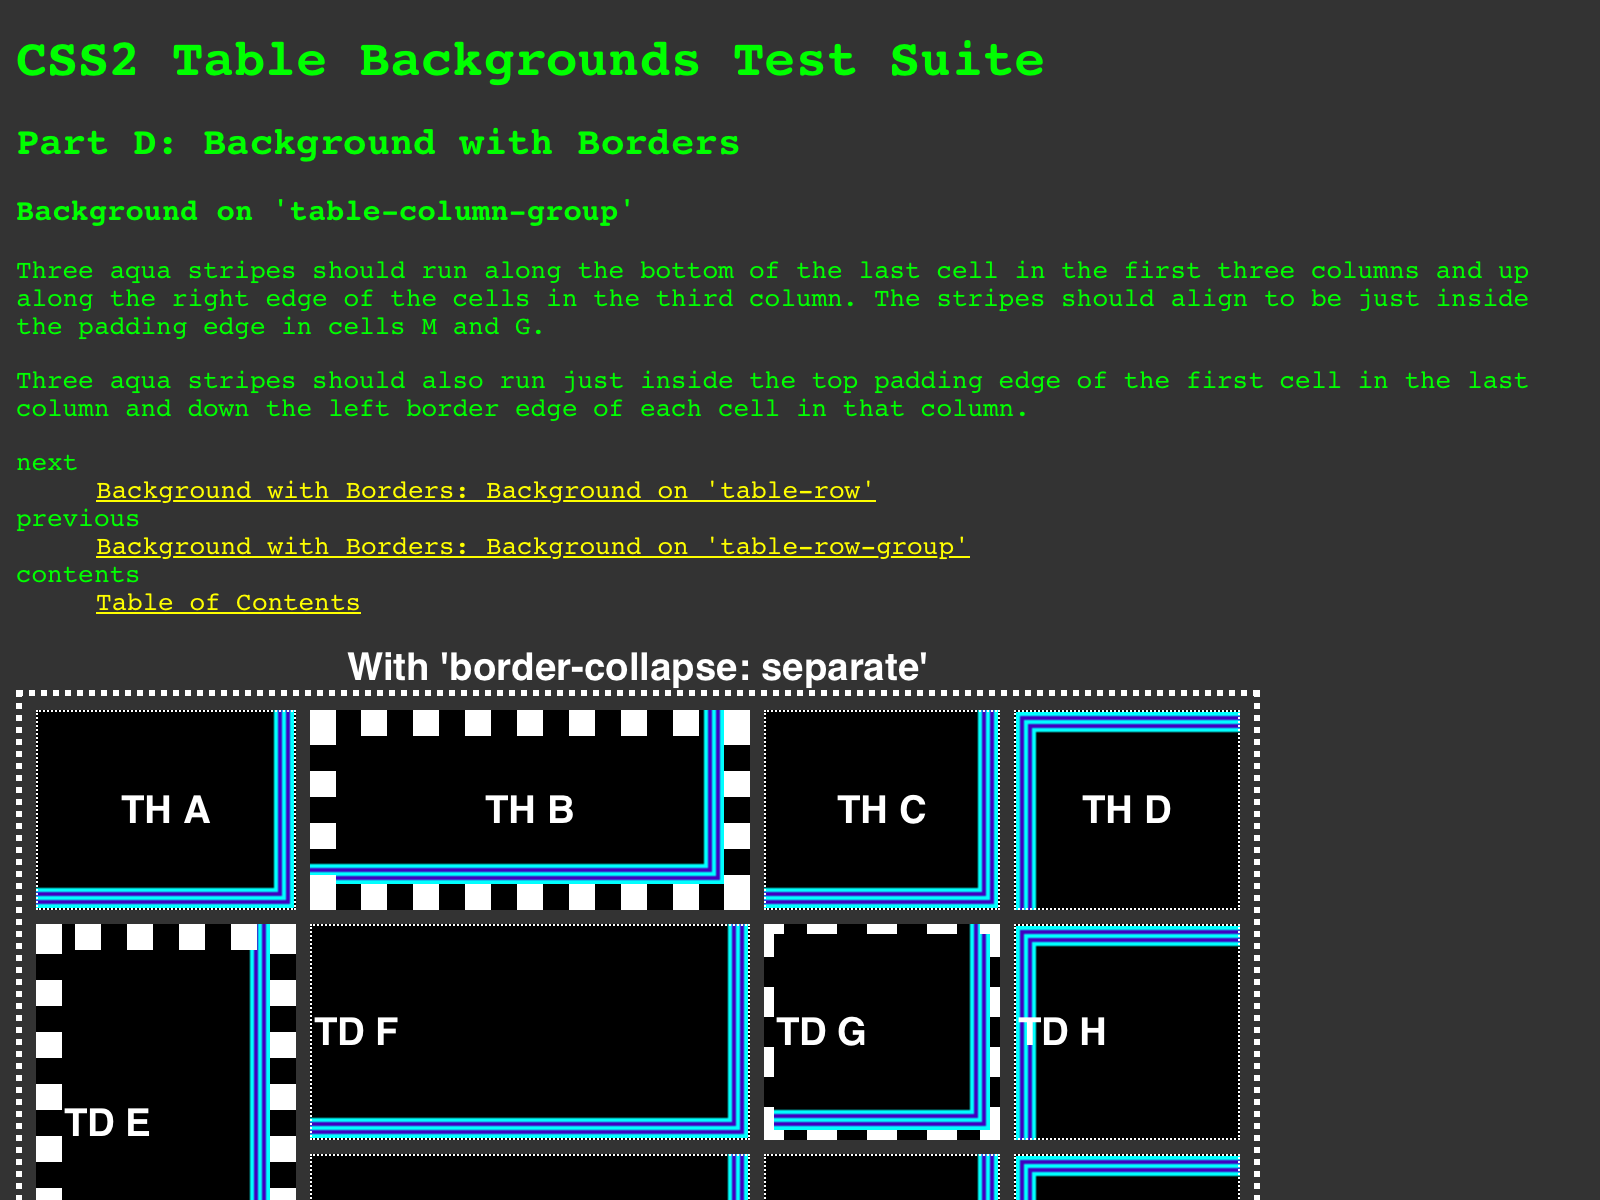 CSS2 Table Backgrounds Test Suite
Part D: Background with Borders
Background on 'table-column-group'
Three aqua stripes should run along the bottom of the last cell in the first three columns and up
along the right edge of the cells in the third column. The stripes should align to be just inside
the padding edge in cells M and G.
Three aqua stripes should also run just inside the top padding edge of the first cell in the last
column and down the left border edge of each cell in that column.
next
Background with Borders: Background on 'table-row'
previous
Background with Borders: Background on 'table-row-group'
contents
Table of Contents
With 'border-collapse: separate'
TH A
TH B
TH C
TH D
TD F
TD G
TD H
TD E